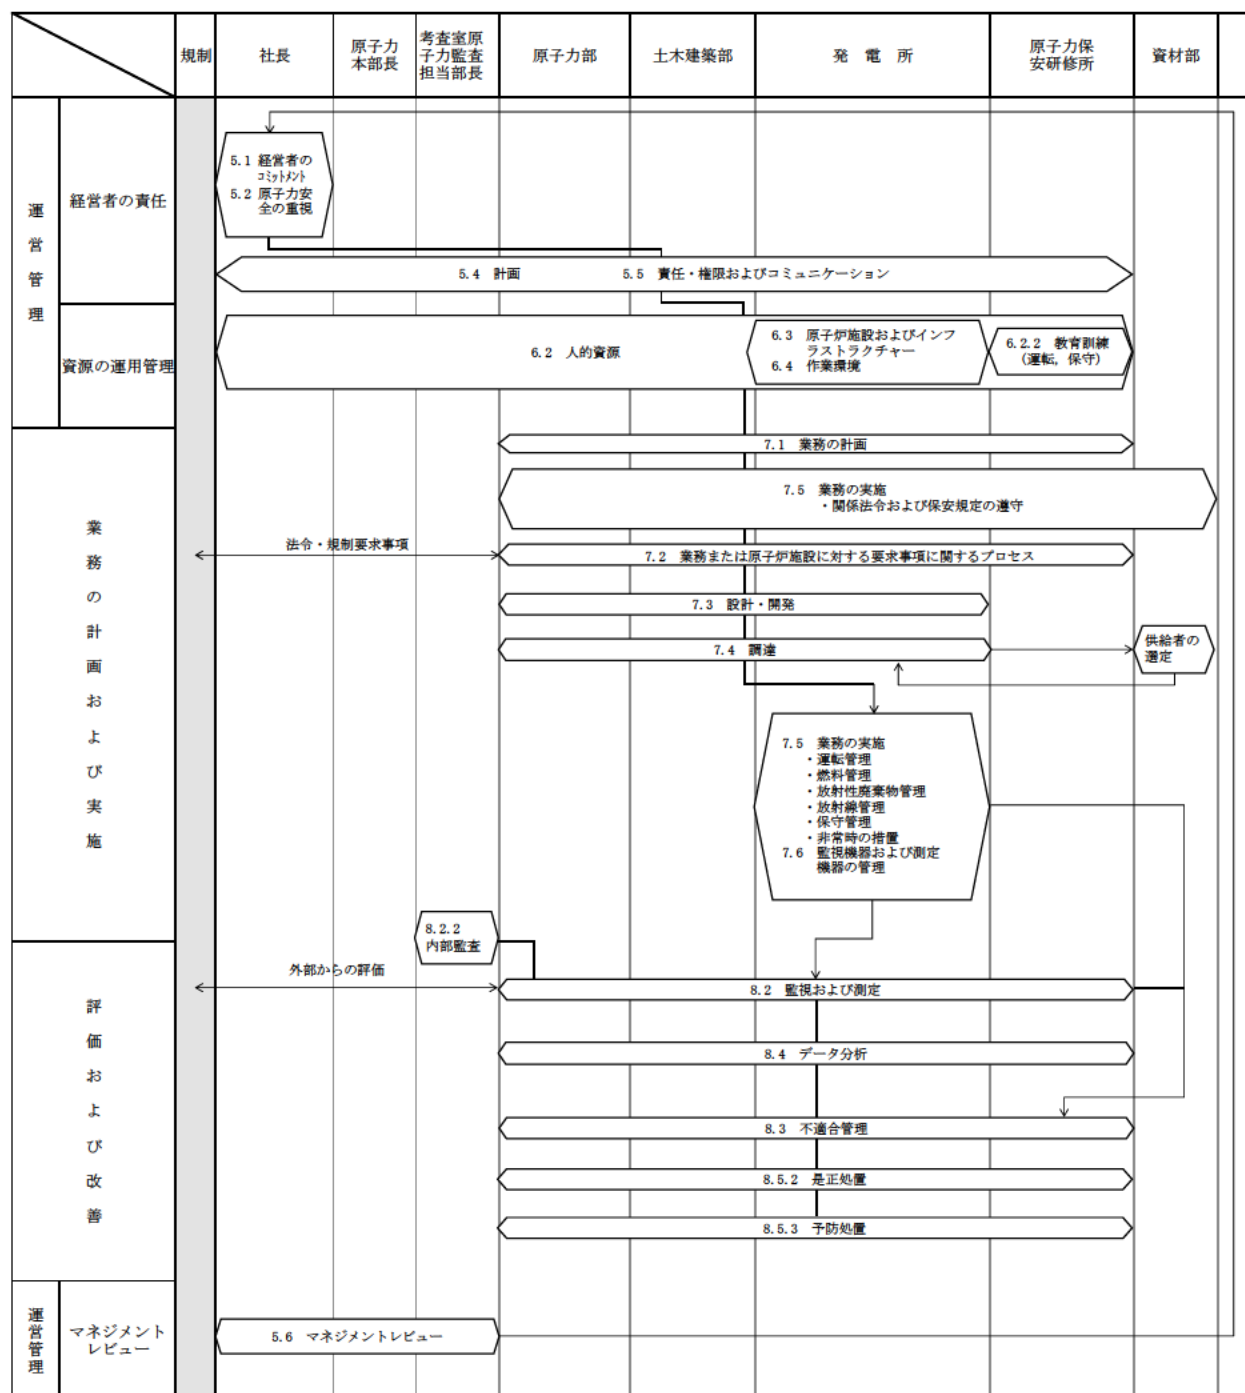 規制
社長
原子力
本部長
考査室原
子力監査
担当部長
原子力部
土木建築部
発 電 所
原子力保
安研修所
資材部
運営管理
経営者の責任
5.1 経営者の
コミットメント
5.2 原子力安
全の重視
5.4 計画
5.5 責任・権限およびコミュニケーション
資源の運用管理
6.2 人的資源
6.3 原子炉施設およびインフ
ラストラクチャー
6.4 作業環境
6.2.2 教育訓練
(運転，保守)
業務の計画および実施
7.1 業務の計画
7.5 業務の実施
・関係法令および保安規定の遵守
法令・規制要求事項
7.2 業務または原子炉施設に対する要求事項に関するプロセス
7.3 設計・開発
7.4 調達
供給者の
選定
7.5 業務の実施
・運転管理
・燃料管理
・放射性廃棄物管理
・放射線管理
・保守管理
・非常時の措置
7.6 監視機器および測定
機器の管理
評価および改善
8.2.2
内部監査
外部からの評価
8.2 監視および測定
8.4 データ分析
8.3 不適合管理
8.5.2 是正処置
8.5.3 予防処置
運営管理
マネジメント
レビュー
5.6 マネジメントレビュー